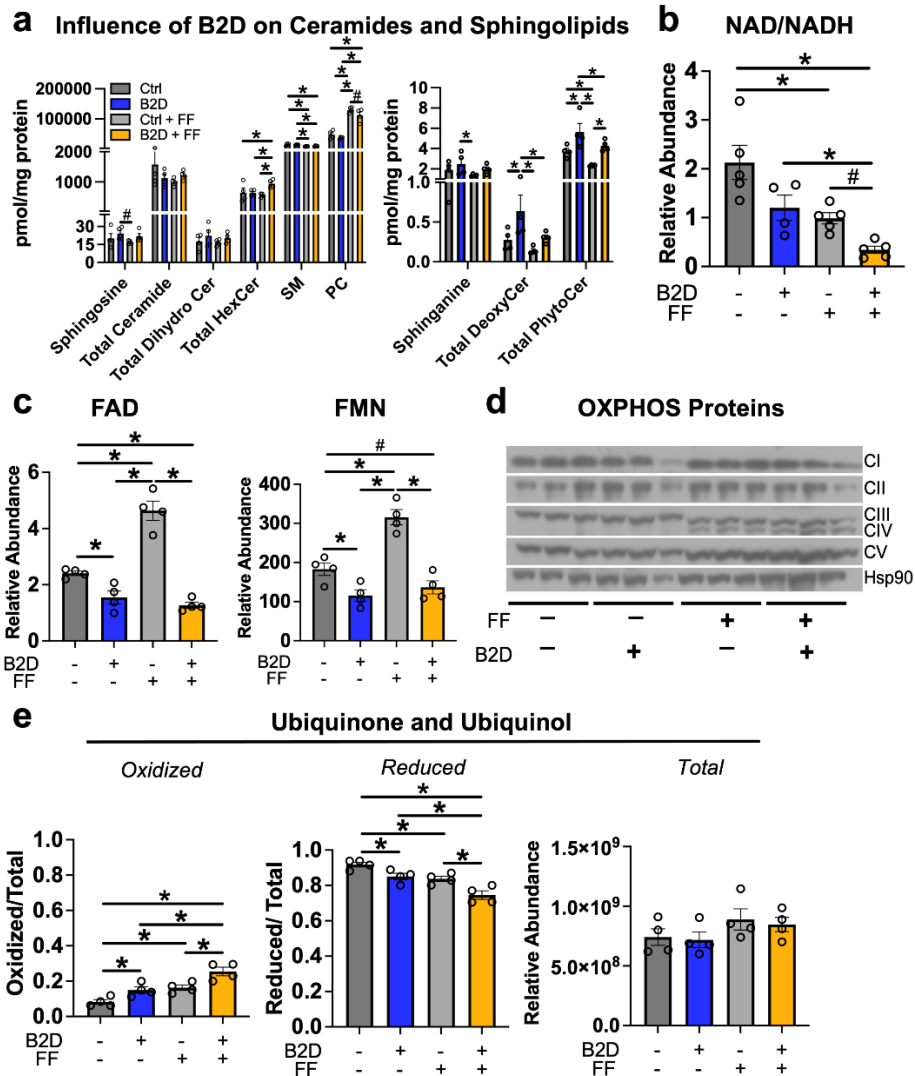 a Influence of B2D on Ceramides and Sphingolipids
Ctrl
B2D
Ctrl + FF
B2D + FF
pmol/mg protein
200000
100000
2000
1000
30
15
0
* * * * * * * * * * #
#
Sphingosine
Total Ceramide
Total Dihydro Cer
Total HexCer
SM
PC
pmol/mg protein
10
8
6
4
2
1.0
0.5
0.0
Sphinganine
Total DeoxyCer
Total PhytoCer
b NAD/NADH
Relative Abundance
4
3
2
1
0
*
*
*
#
B2D - + - +
FF - - + +
c FAD
Relative Abundance
6
4
2
0
*
*
* *
*
B2D - + - +
FF - - + +
FMN
Relative Abundance
400
300
200
100
0
#
*
* *
*
B2D - + - +
FF - - + +
d OXPHOS Proteins
CI
CII
CIII
CIV
CV
Hsp90
FF − − + +
B2D − + − +
e Ubiquinone and Ubiquinol
Oxidized
Oxidized/Total
1.0
0.8
0.6
0.4
0.2
0.0
*
*
*
* *
B2D - + - +
FF - - + +
Reduced
Reduced/ Total
1.0
0.8
0.6
0.4
0.2
0.0
*
*
*
* *
B2D - + - +
FF - - + +
Total
Relative Abundance
1.5×10⁹
1.0×10⁹
5.0×10⁸
0.0
B2D - + - +
FF - - + +